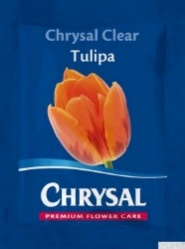 Chrysal Clear
Tulipa
CHRYSAL
PREMIUM FLOWER CARE